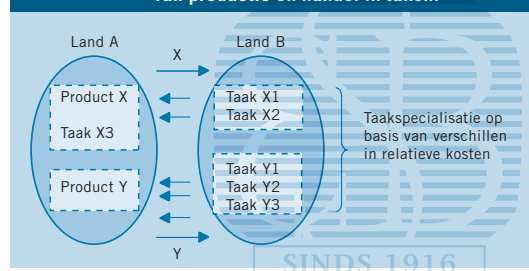 van productie en handel in taken.
Land A
X
Land B
Product X
Taak X3
Product Y
Taak X1
Taak X2
Taak Y1
Taak Y2
Taak Y3
Taakspecialisatie op
basis van verschillen
in relatieve kosten
Y
SINDS 1916